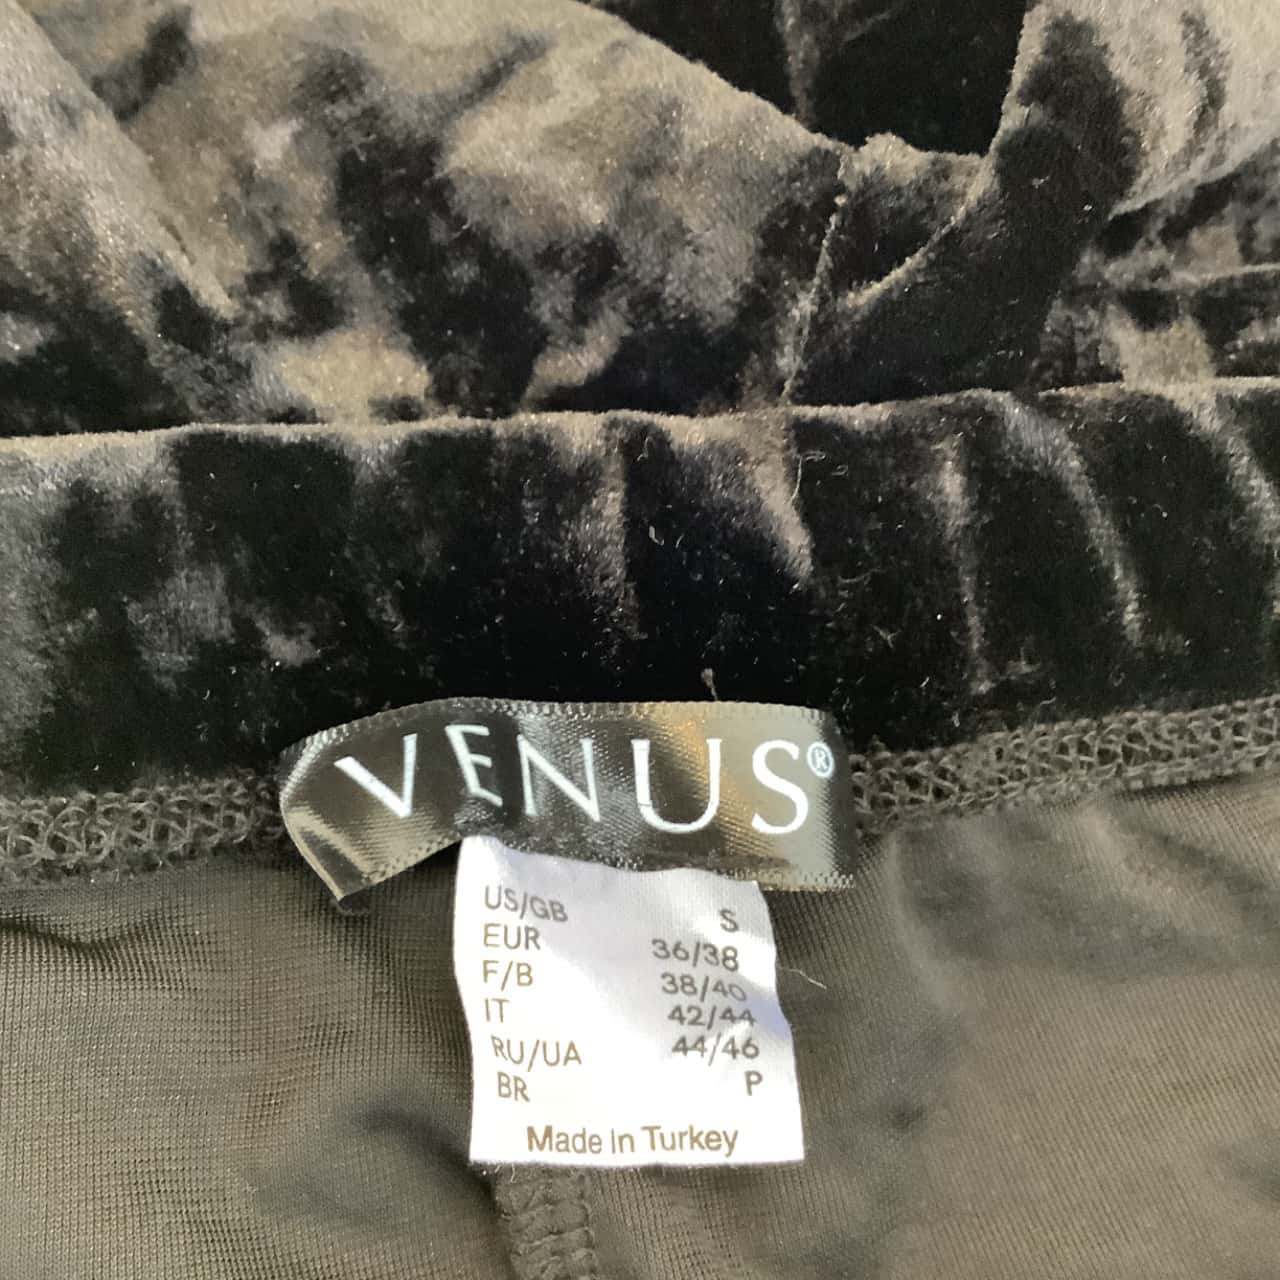 VENUS®
US/GB S
EUR 36/38
F/B 38/40
IT 42/44
RU/UA 44/46
BR P
Made In Turkey